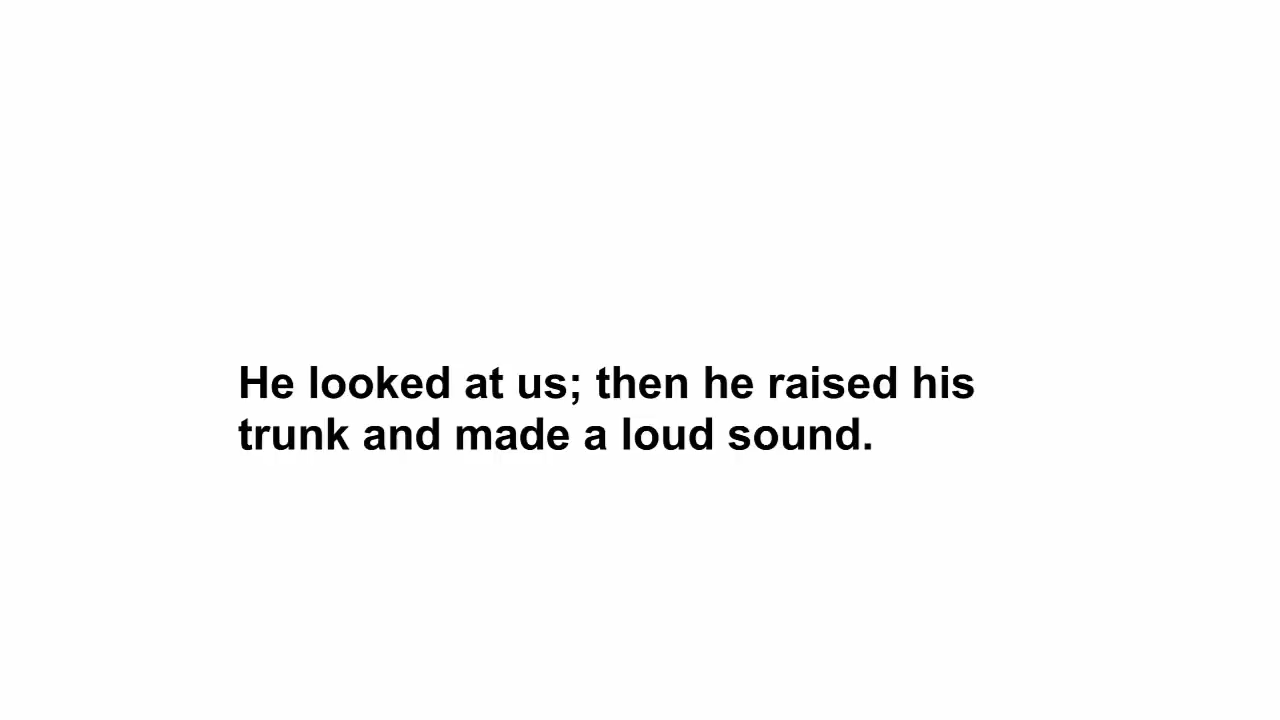 He looked at us; then he raised his
trunk and made a loud sound.